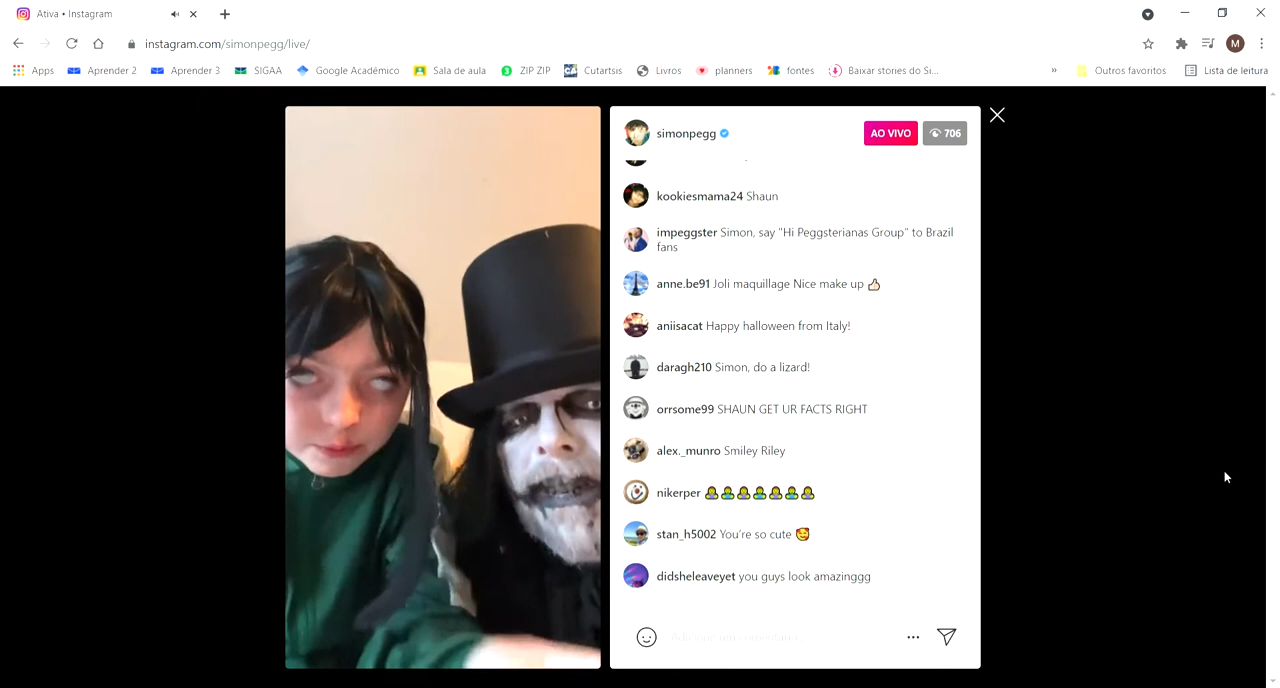 Ativa • Instagram
instagram.com/simonpegg/live/
M
Apps Aprender 2 Aprender 3 SIGAA Google Acadêmico Sala de aula ZIP ZIP Cutartsis Livros planners fontes Baixar stories do Si... » Outros favoritos Lista de leitura
simonpegg AO VIVO 706
kookiesmama24 Shaun
impeggster Simon, say "Hi Peggsterianas Group" to Brazil
fans
anne.be91 Joli maquillage Nice make up 👍🏻
aniisacat Happy halloween from Italy!
daragh210 Simon, do a lizard!
orrsome99 SHAUN GET UR FACTS RIGHT
alex._munro Smiley Riley
nikerper 🧟‍♀️🧟‍♂️🧟‍♀️🧟‍♂️🧟‍♀️🧟‍♂️🧟‍♀️
stan_h5002 You're so cute 🥰
didsheleaveyet you guys look amazinggg